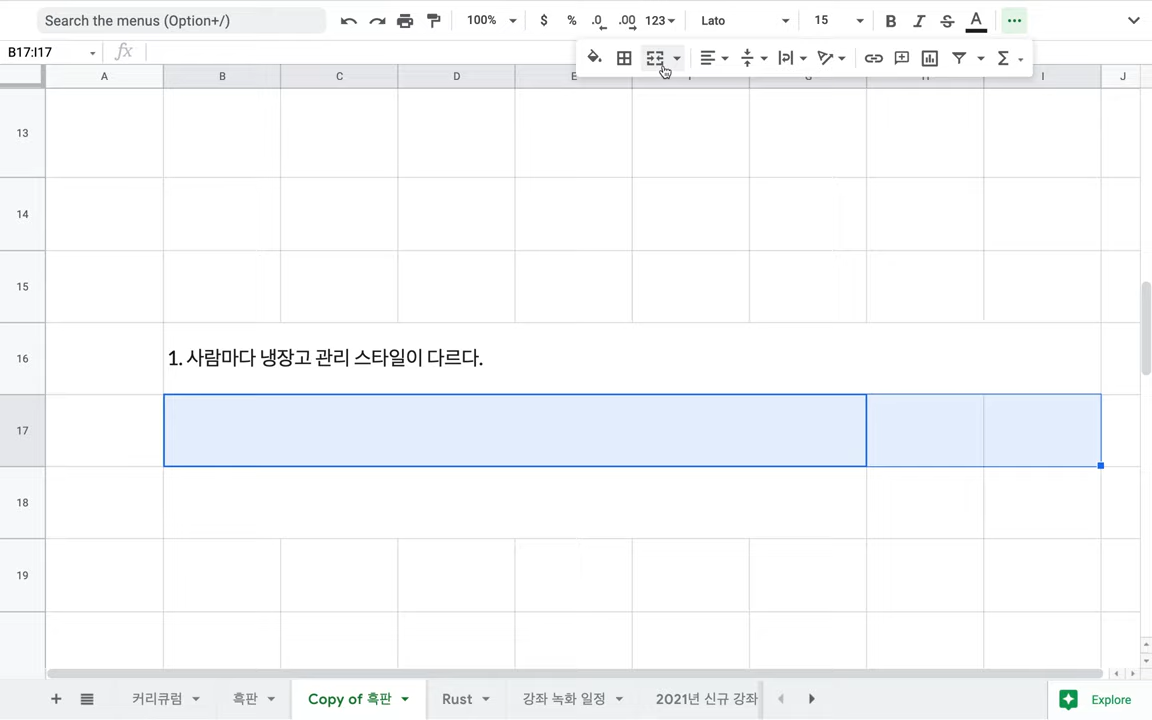 Search the menus (Option+/)
100% $ % .0 .00 123 Lato 15 B I S A
B17:I17 fx
A B C D E H I J
13
14
15
16 1. 사람마다 냉장고 관리 스타일이 다르다.
17
18
19
커리큘럼 흑판 Copy of 흑판 Rust 강좌 녹화 일정 2021년 신규 강좌 Explore